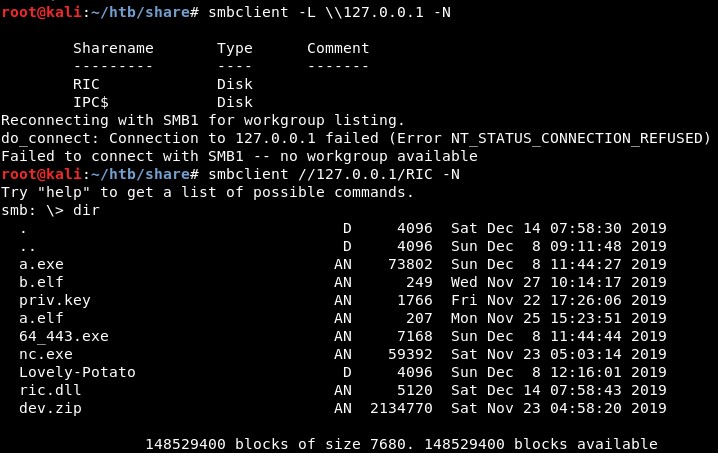 root@kali:~/htb/share# smbclient -L \\127.0.0.1 -N

        Sharename       Type      Comment
        ---------       ----      -------
        RIC             Disk
        IPC$            Disk
Reconnecting with SMB1 for workgroup listing.
do_connect: Connection to 127.0.0.1 failed (Error NT_STATUS_CONNECTION_REFUSED)
Failed to connect with SMB1 -- no workgroup available
root@kali:~/htb/share# smbclient //127.0.0.1/RIC -N
Try "help" to get a list of possible commands.
smb: \> dir
  .                                   D     4096  Sat Dec 14 07:58:30 2019
  ..                                  D     4096  Sun Dec  8 09:11:48 2019
  a.exe                              AN    73802  Sun Dec  8 11:44:27 2019
  b.elf                              AN      249  Wed Nov 27 10:14:17 2019
  priv.key                           AN     1766  Fri Nov 22 17:26:06 2019
  a.elf                              AN      207  Mon Nov 25 15:23:51 2019
  64_443.exe                         AN     7168  Sun Dec  8 11:44:44 2019
  nc.exe                             AN    59392  Sat Nov 23 05:03:14 2019
  Lovely-Potato                       D     4096  Sun Dec  8 12:16:01 2019
  ric.dll                            AN     5120  Sat Dec 14 07:58:43 2019
  dev.zip                            AN  2134770  Sat Nov 23 04:58:20 2019

                148529400 blocks of size 7680. 148529400 blocks available